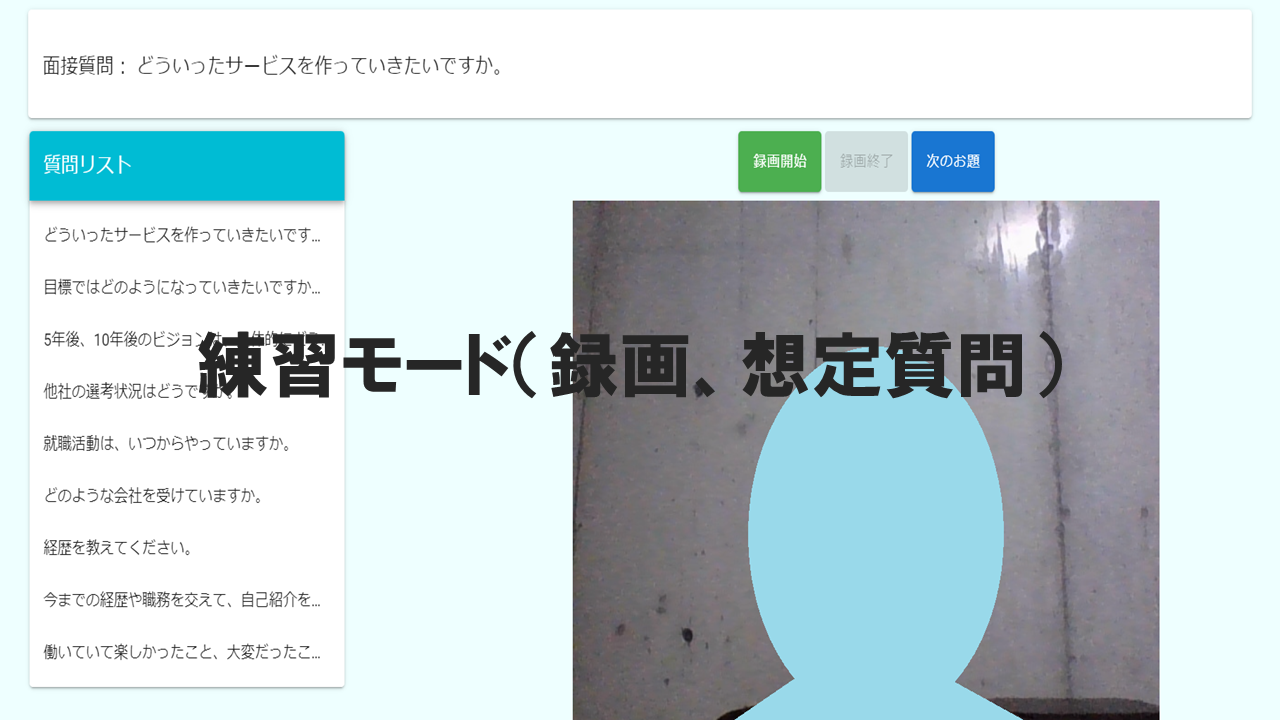 面接質問： どういったサービスを作っていきたいですか。
質問リスト
録画開始
録画終了
次のお題
どういったサービスを作っていきたいです...
目標ではどのようになっていきたいですか...
5年後、10年後のビジョン
練習モード（録画、想定質問）
他社の選考状況はどうで
就職活動は、いつからやっていますか。
どのような会社を受けていますか。
経歴を教えてください。
今までの経歴や職務を交えて、自己紹介を...
働いていて楽しかったこと、大変だったこ...